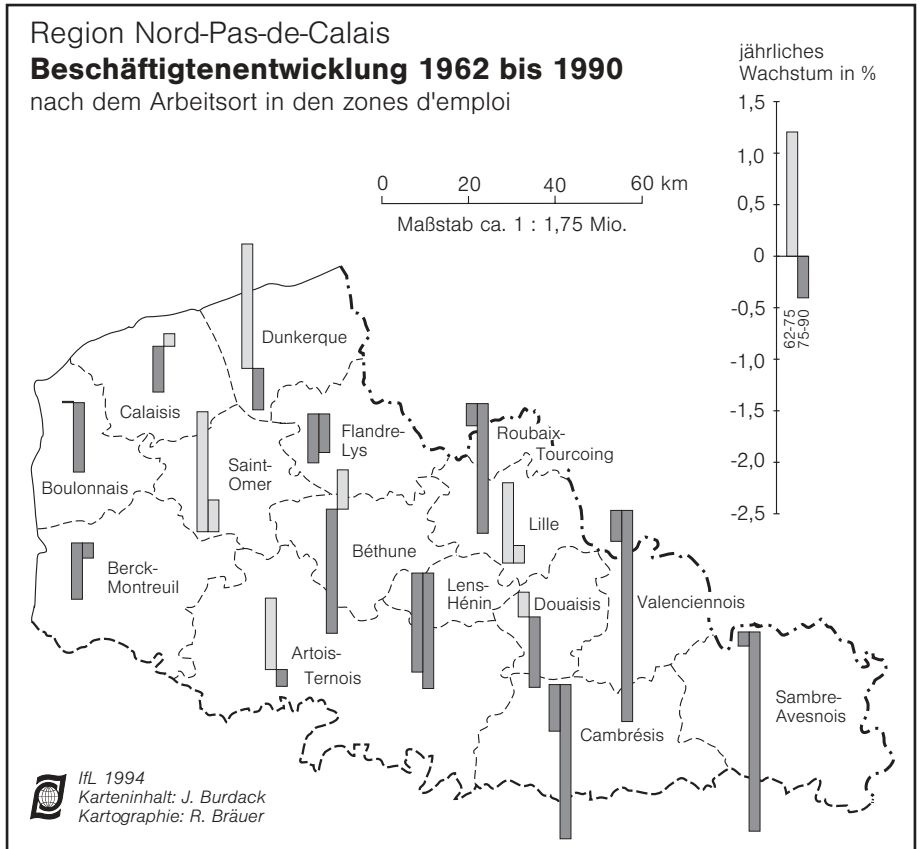 Region Nord-Pas-de-Calais
Beschäftigtenentwicklung 1962 bis 1990
nach dem Arbeitsort in den zones d'emploi
jährliches
Wachstum in %
1,5
1,0
0,5
0
-0,5
-1,0
-1,5
-2,0
-2,5
62-75
75-90
0 20 40 60 km
Maßstab ca. 1 : 1,75 Mio.
Dunkerque
Calaisis
Flandre-
Lys
Roubaix-
Tourcoing
Boulonnais
Saint-
Omer
Lille
Béthune
Berck-
Montreuil
Lens-
Hénin
Douaisis
Valenciennois
Artois-
Ternois
Cambrésis
Sambre-
Avesnois
IfL 1994
Karteninhalt: J. Burdack
Kartographie: R. Bräuer